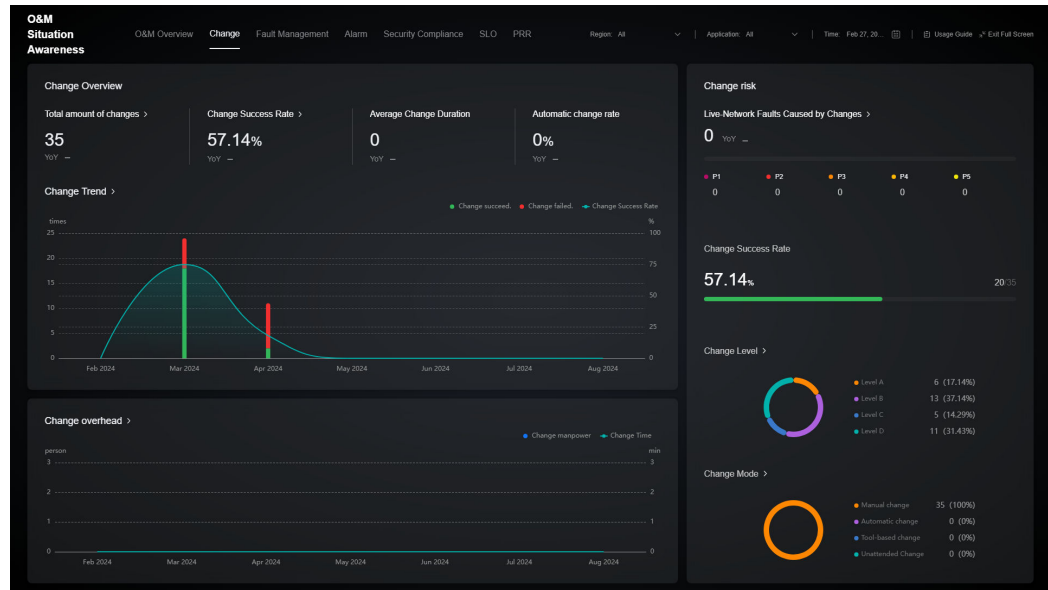 O&M
Situation
Awareness
O&M Overview Change Fault Management Alarm Security Compliance SLO PRR
Region: All Application: All Time: Feb 27, 20... Usage Guide Exit Full Screen
Change Overview
Total amount of changes > Change Success Rate > Average Change Duration Automatic change rate
35 57.14% 0 0%
YoY – YoY – YoY – YoY –
Change Trend >
Change succeed. Change failed. Change Success Rate
times %
25 100
20
75
15
50
10
5 25
0 0
Feb 2024 Mar 2024 Apr 2024 May 2024 Jun 2024 Jul 2024 Aug 2024
Change overhead >
Change manpower Change Time
person min
3 3
2 2
1 1
0 0
Feb 2024 Mar 2024 Apr 2024 May 2024 Jun 2024 Jul 2024 Aug 2024
Change risk
Live-Network Faults Caused by Changes >
0 YoY –
P1 P2 P3 P4 P5
0 0 0 0 0
Change Success Rate
57.14% 20/35
Change Level >
Level A 6 (17.14%)
Level B 13 (37.14%)
Level C 5 (14.29%)
Level D 11 (31.43%)
Change Mode >
Manual change 35 (100%)
Automatic change 0 (0%)
Tool-based change 0 (0%)
Unattended Change 0 (0%)